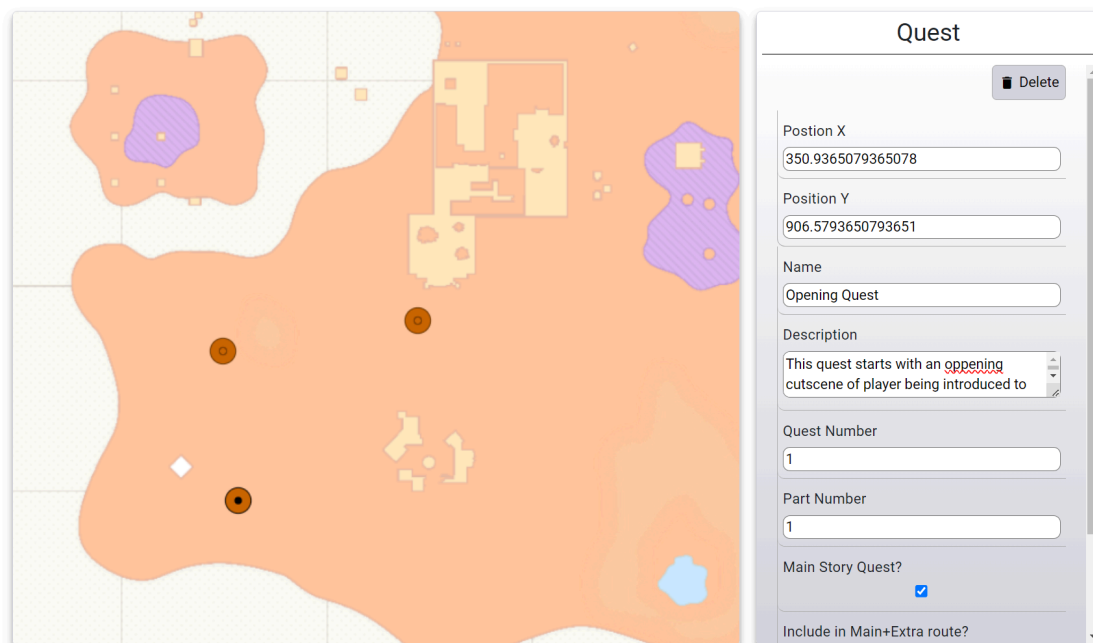 Quest
Delete
Postion X
350.9365079365078
Position Y
906.5793650793651
Name
Opening Quest
Description
This quest starts with an oppening
cutscene of player being introduced to
Quest Number
1
Part Number
1
Main Story Quest?
Include in Main+Extra route?